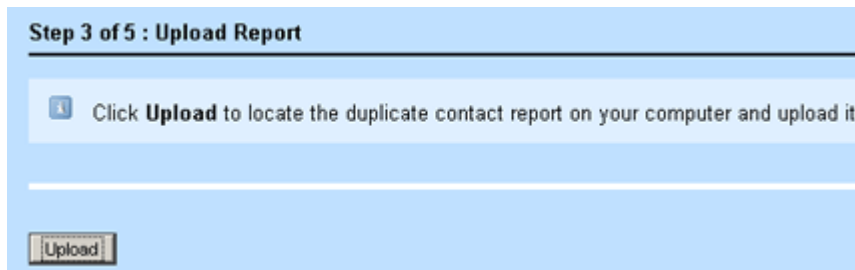 Step 3 of 5 : Upload Report
Click Upload to locate the duplicate contact report on your computer and upload it
Upload